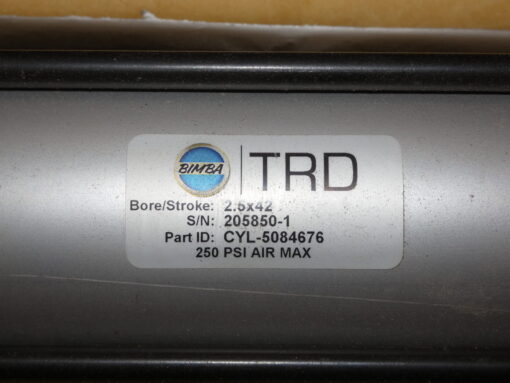 BIMBA TRD
Bore/Stroke: 2.5x42
S/N: 205850-1
Part ID: CYL-5084676
250 PSI AIR MAX